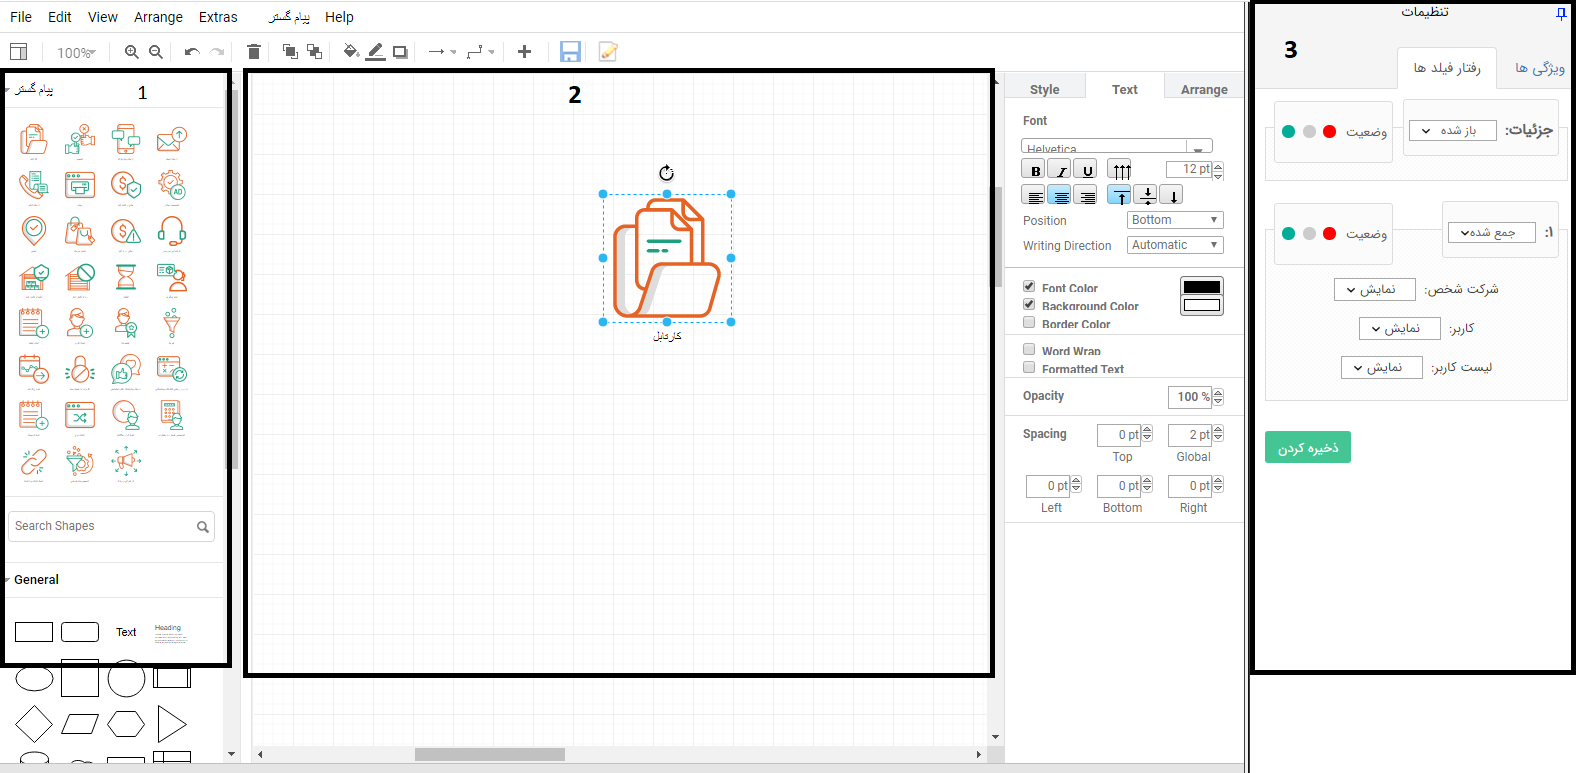 File Edit View Arrange Extras پیام گستر Help
100%
پیام گستر
1
Search Shapes
General
Text
Heading
2
کارتابل
Style Text Arrange
Font
Helvetica
B I U
12 pt
Position Bottom
Writing Direction Automatic
Font Color
Background Color
Border Color
Word Wrap
Formatted Text
Opacity 100 %
Spacing 0 pt 2 pt
Top Global
0 pt 0 pt 0 pt
Left Bottom Right
تنظیمات
3
ویژگی ها رفتار فیلد ها
جزئیات: باز شده وضعیت
۱: جمع شده وضعیت
شرکت شخص: نمایش
کاربر: نمایش
لیست کاربر: نمایش
ذخیره کردن